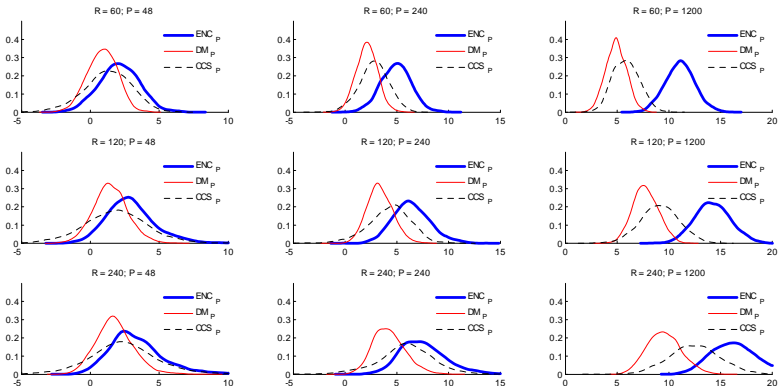 R = 60; P = 48
R = 60; P = 240
R = 60; P = 1200
0.4
0.3
0.2
0.1
0
-5
0
5
10
ENC P
DM P
CCS P
0.4
0.3
0.2
0.1
0
-5
0
5
10
15
ENC P
DM P
CCS P
0.4
0.3
0.2
0.1
0
0
5
10
15
20
ENC P
DM P
CCS P
R = 120; P = 48
R = 120; P = 240
R = 120; P = 1200
0.4
0.3
0.2
0.1
0
-5
0
5
10
ENC P
DM P
CCS P
0.4
0.3
0.2
0.1
0
-5
0
5
10
15
ENC P
DM P
CCS P
0.4
0.3
0.2
0.1
0
0
5
10
15
20
ENC P
DM P
CCS P
R = 240; P = 48
R = 240; P = 240
R = 240; P = 1200
0.4
0.3
0.2
0.1
0
-5
0
5
10
ENC P
DM P
CCS P
0.4
0.3
0.2
0.1
0
-5
0
5
10
15
ENC P
DM P
CCS P
0.4
0.3
0.2
0.1
0
0
5
10
15
20
ENC P
DM P
CCS P